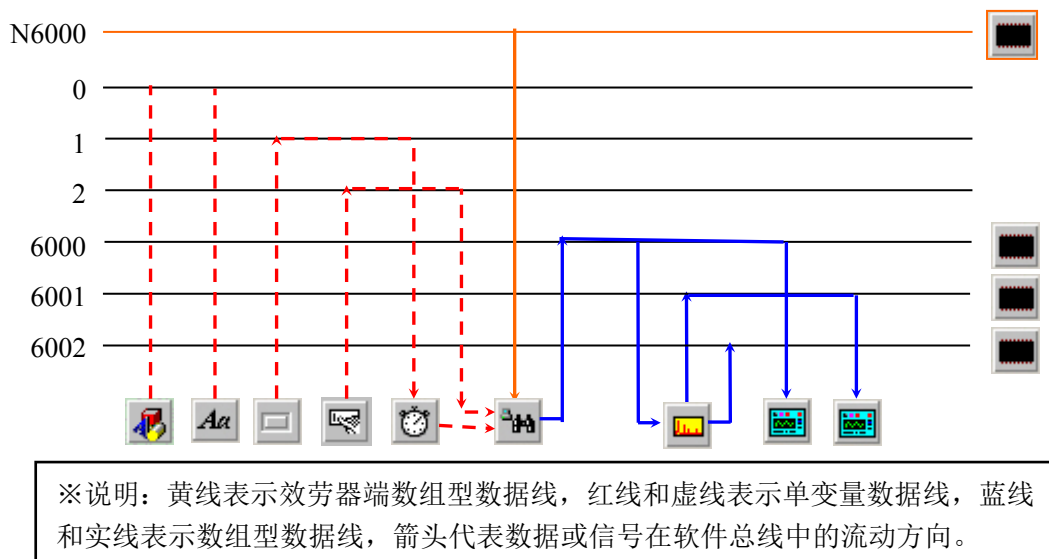 N6000
0
1
2
6000
6001
6002
Aa
※说明：黄线表示效劳器端数组型数据线，红线和虚线表示单变量数据线，蓝线
和实线表示数组型数据线，箭头代表数据或信号在软件总线中的流动方向。